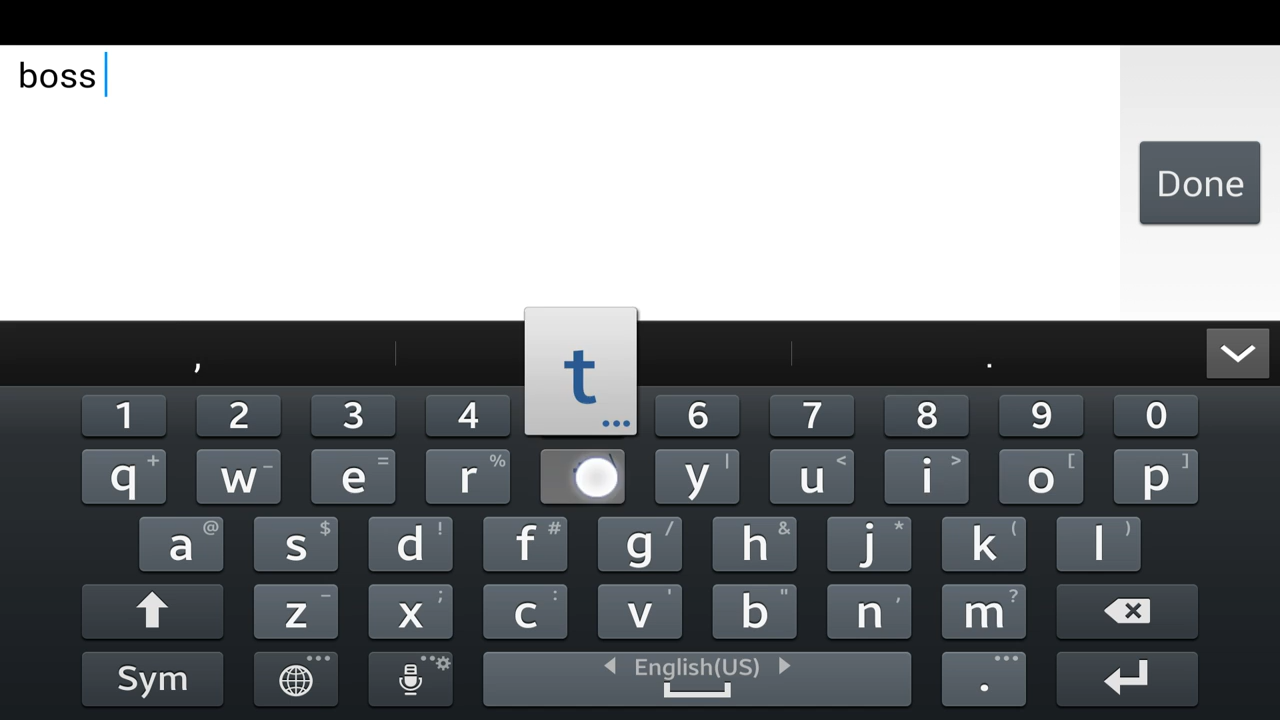 boss
Done
, .
t...
1 2 3 4 6 7 8 9 0
q + w - e = r % y | u < i > o [ p ]
a @ s $ d ! f # g / h & j * k ( l )
z - x ; c : v ' b " n , m ?
Sym English(US) .